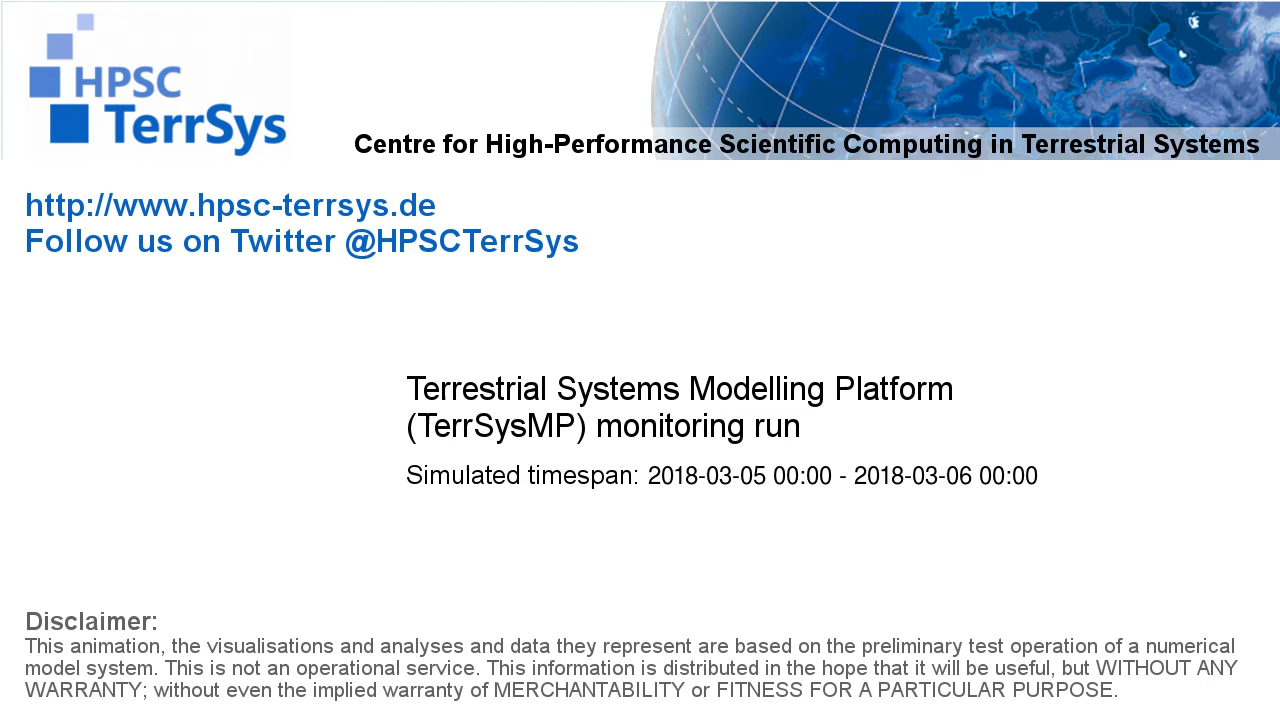 HPSC
TerrSys
Centre for High-Performance Scientific Computing in Terrestrial Systems
http://www.hpsc-terrsys.de
Follow us on Twitter @HPSCTerrSys
Terrestrial Systems Modelling Platform
(TerrSysMP) monitoring run
Simulated timespan: 2018-03-05 00:00 - 2018-03-06 00:00
Disclaimer:
This animation, the visualisations and analyses and data they represent are based on the preliminary test operation of a numerical
model system. This is not an operational service. This information is distributed in the hope that it will be useful, but WITHOUT ANY
WARRANTY; without even the implied warranty of MERCHANTABILITY or FITNESS FOR A PARTICULAR PURPOSE.